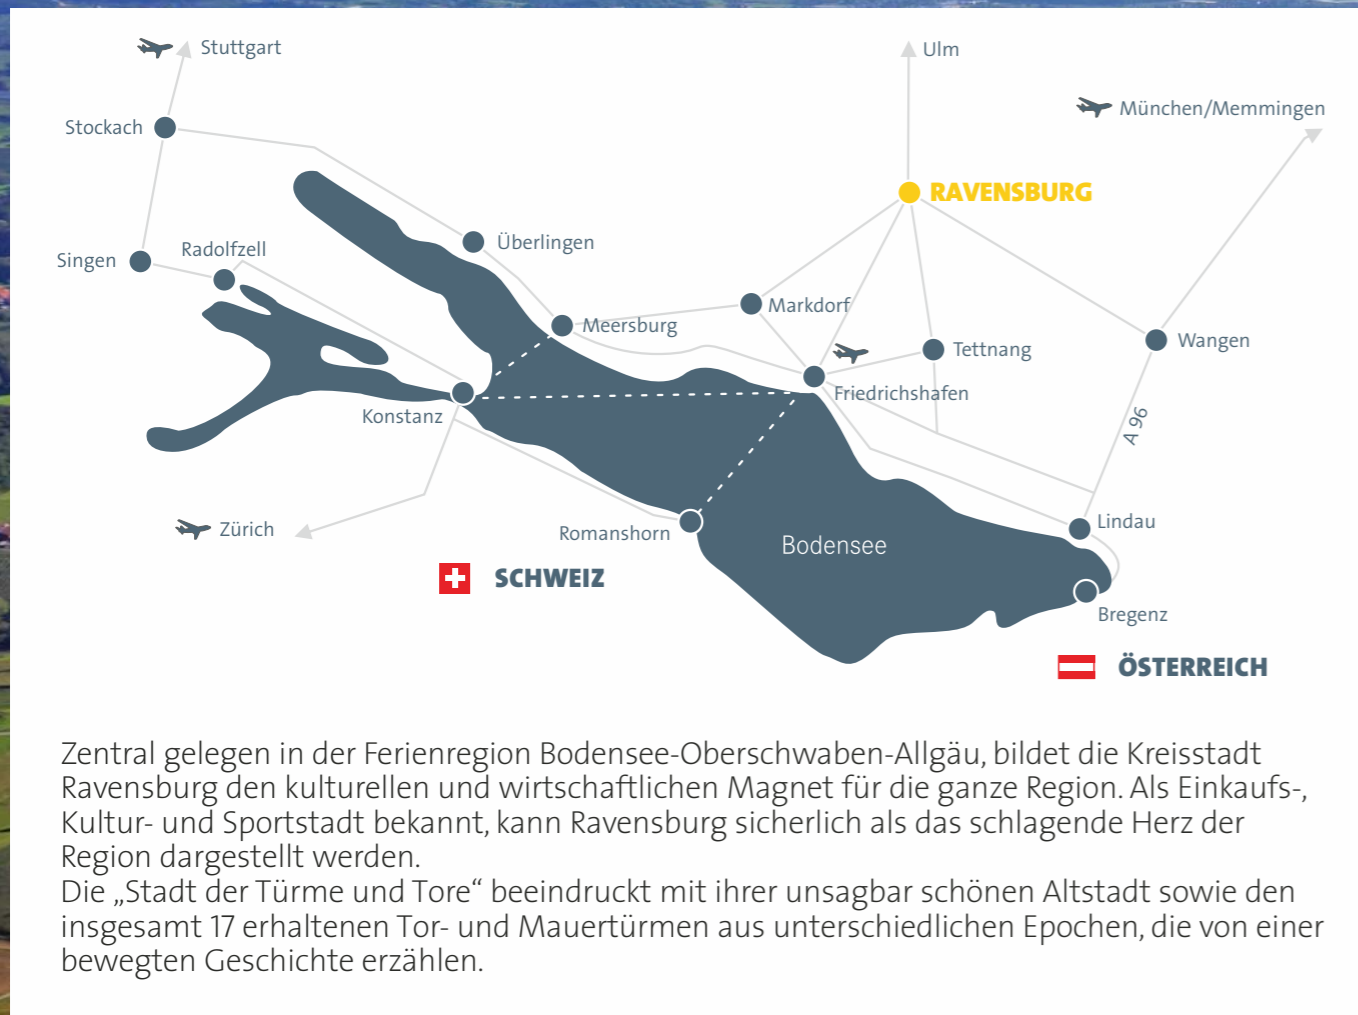 Stuttgart
Ulm
München/Memmingen
Stockach
RAVENSBURG
Überlingen
Radolfzell
Singen
Markdorf
Meersburg
Wangen
Tettnang
Friedrichshafen
Konstanz
A 96
Lindau
Zürich
Romanshorn
Bodensee
SCHWEIZ
Bregenz
ÖSTERREICH
Zentral gelegen in der Ferienregion Bodensee-Oberschwaben-Allgäu, bildet die Kreisstadt
Ravensburg den kulturellen und wirtschaftlichen Magnet für die ganze Region. Als Einkaufs-,
Kultur- und Sportstadt bekannt, kann Ravensburg sicherlich als das schlagende Herz der
Region dargestellt werden.
Die „Stadt der Türme und Tore“ beeindruckt mit ihrer unsagbar schönen Altstadt sowie den
insgesamt 17 erhaltenen Tor- und Mauertürmen aus unterschiedlichen Epochen, die von einer
bewegten Geschichte erzählen.